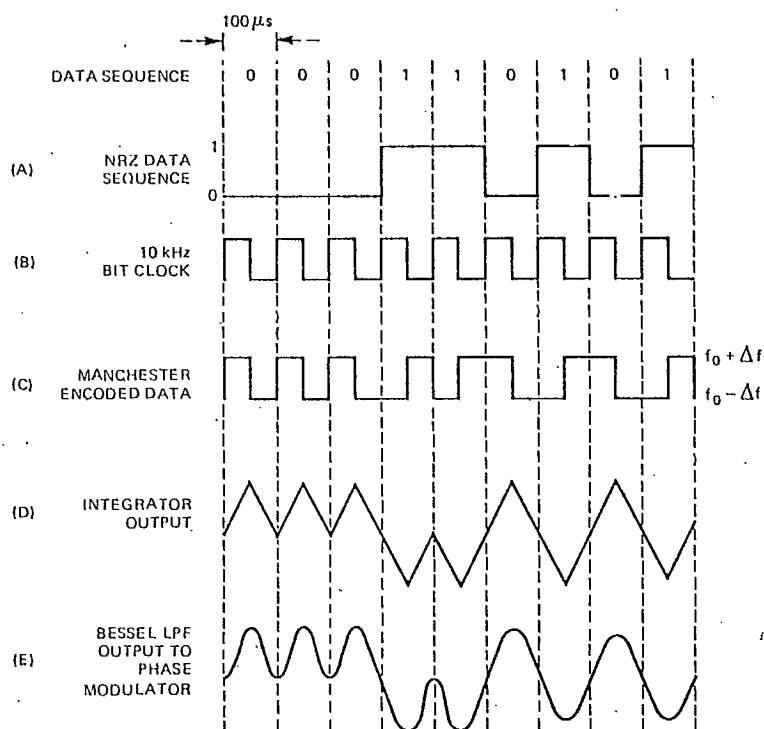 100 μs
DATA SEQUENCE 0 0 0 1 1 0 1 0 1
(A) NRZ DATA
SEQUENCE
1
0
(B) 10 kHz
BIT CLOCK
(C) MANCHESTER
ENCODED DATA
f₀ + Δf
f₀ – Δf
(D) INTEGRATOR
OUTPUT
(E) BESSEL LPF
OUTPUT TO
PHASE
MODULATOR